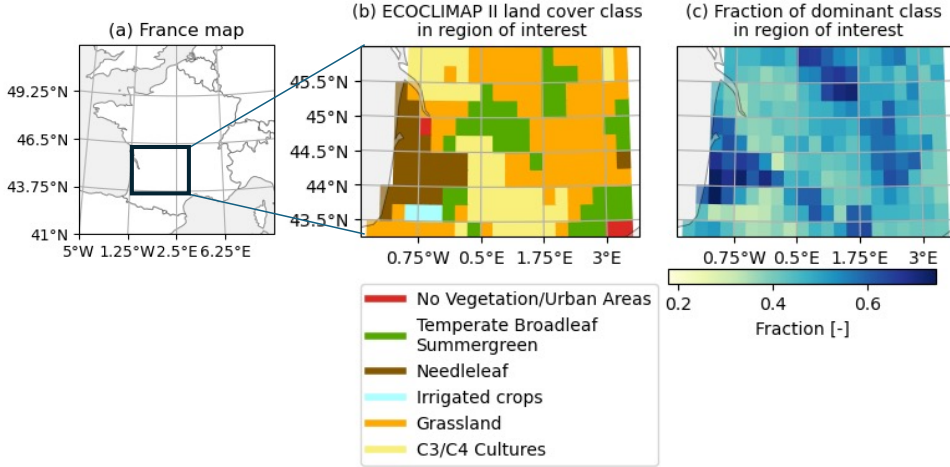 (a) France map
49.25°N
46.5°N
43.75°N
41°N
5°W 1.25°W 2.5°E 6.25°E
(b) ECOCLIMAP II land cover class
in region of interest
45.5°N
45°N
44.5°N
44°N
43.5°N
0.75°W 0.5°E 1.75°E 3°E
(c) Fraction of dominant class
in region of interest
0.75°W 0.5°E 1.75°E 3°E
0.2 0.4 0.6
Fraction [-]
No Vegetation/Urban Areas
Temperate Broadleaf
Summergreen
Needleleaf
Irrigated crops
Grassland
C3/C4 Cultures